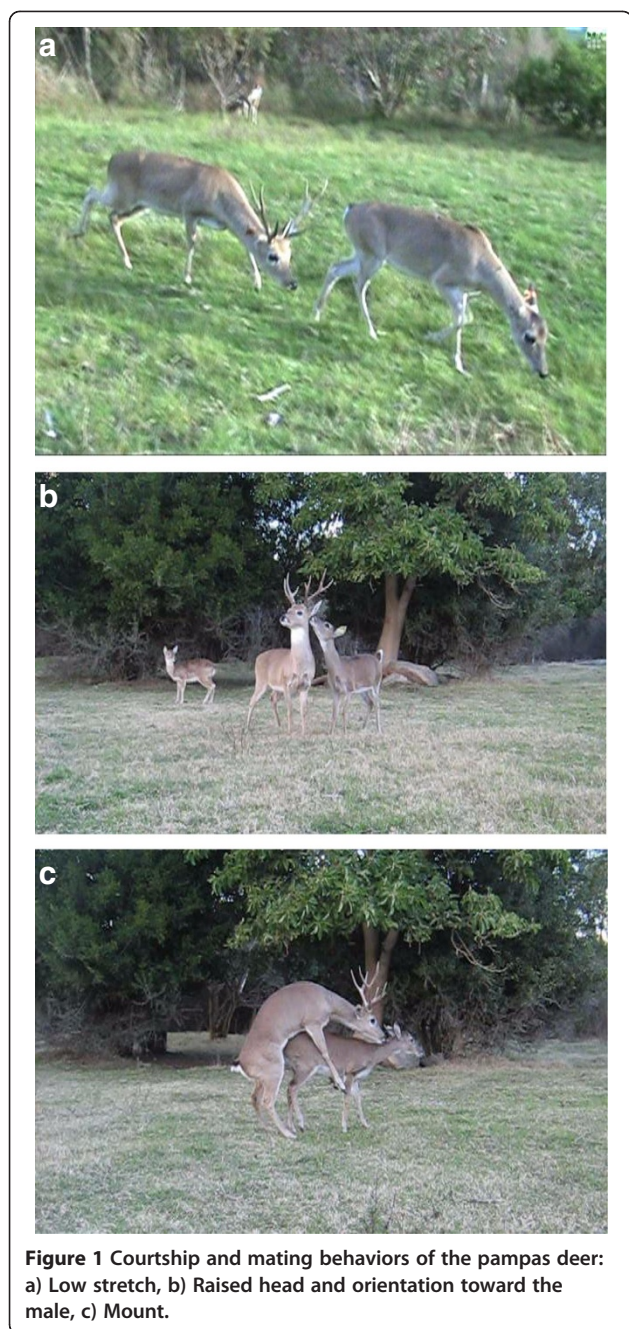 a
b
c
Figure 1 Courtship and mating behaviors of the pampas deer:
a) Low stretch, b) Raised head and orientation toward the
male, c) Mount.